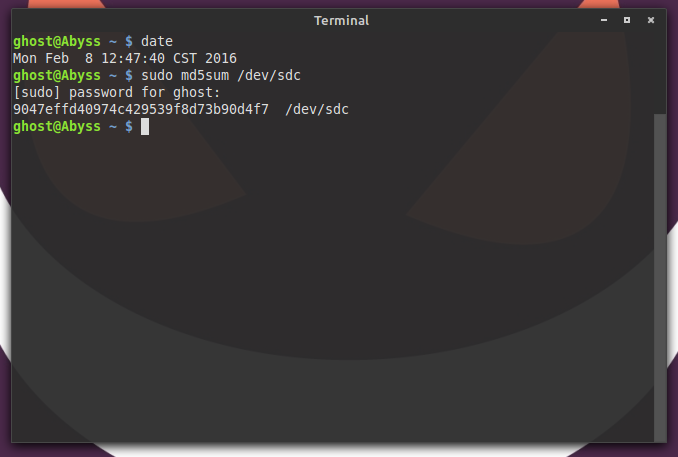 Terminal
ghost@Abyss ~ $ date
Mon Feb  8 12:47:40 CST 2016
ghost@Abyss ~ $ sudo md5sum /dev/sdc
[sudo] password for ghost:
9047effd40974c429539f8d73b90d4f7  /dev/sdc
ghost@Abyss ~ $